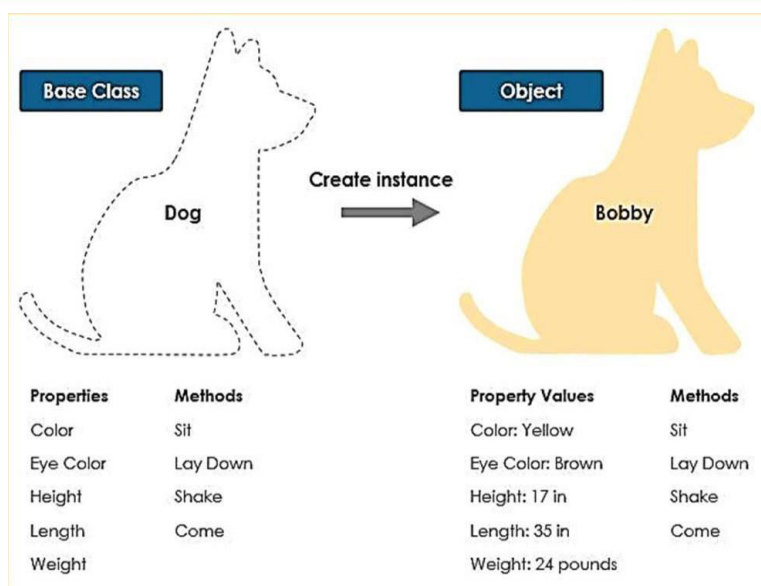 Base Class
Object
Dog
Create instance
Bobby
Properties Methods
Color Sit
Eye Color Lay Down
Height Shake
Length Come
Weight
Property Values Methods
Color: Yellow Sit
Eye Color: Brown Lay Down
Height: 17 in Shake
Length: 35 in Come
Weight: 24 pounds